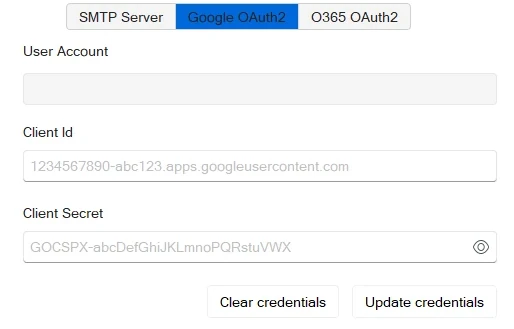 SMTP Server Google OAuth2 O365 OAuth2
User Account
Client Id
1234567890-abc123.apps.googleusercontent.com
Client Secret
GOCSPX-abcDefGhiJKLmnoPQRstuVWX
Clear credentials Update credentials